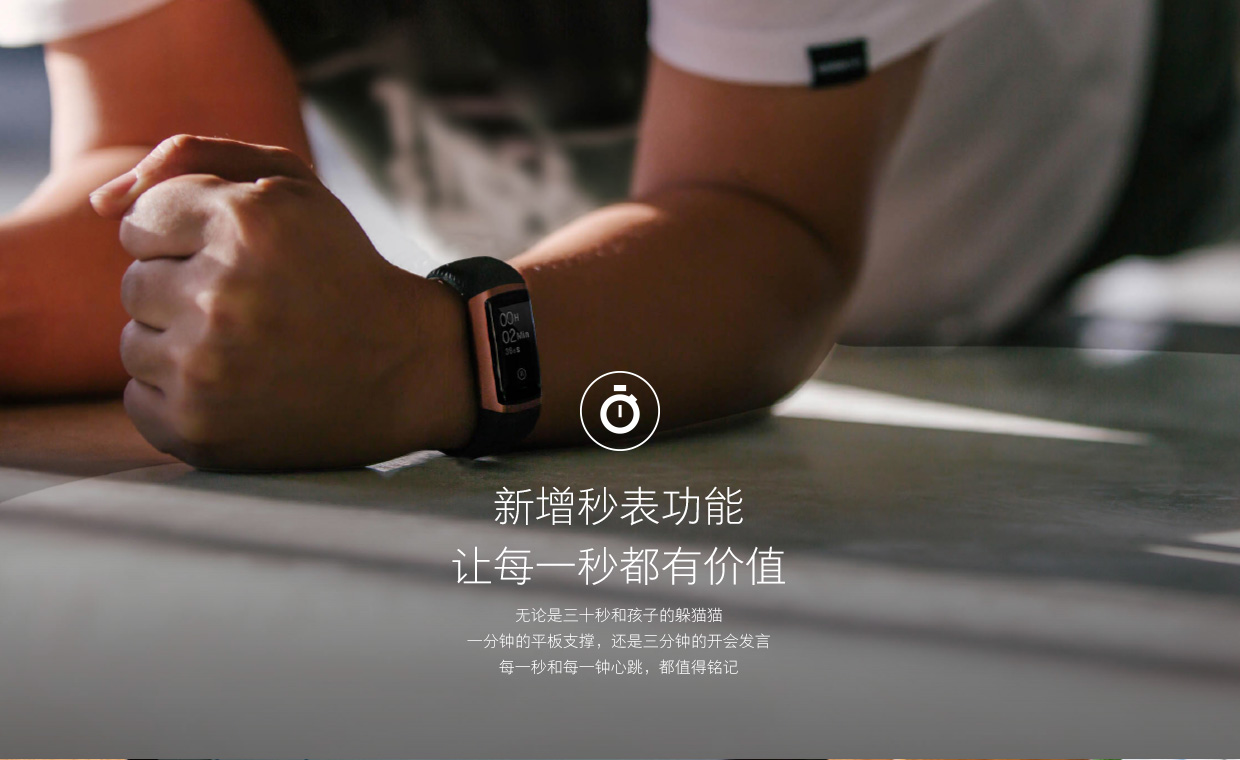 00H
02Min
新增秒表功能
让每一秒都有价值
无论是三十秒和孩子的躲猫猫
一分钟的平板支撑，还是三分钟的开会发言
每一秒和每一钟心跳，都值得铭记